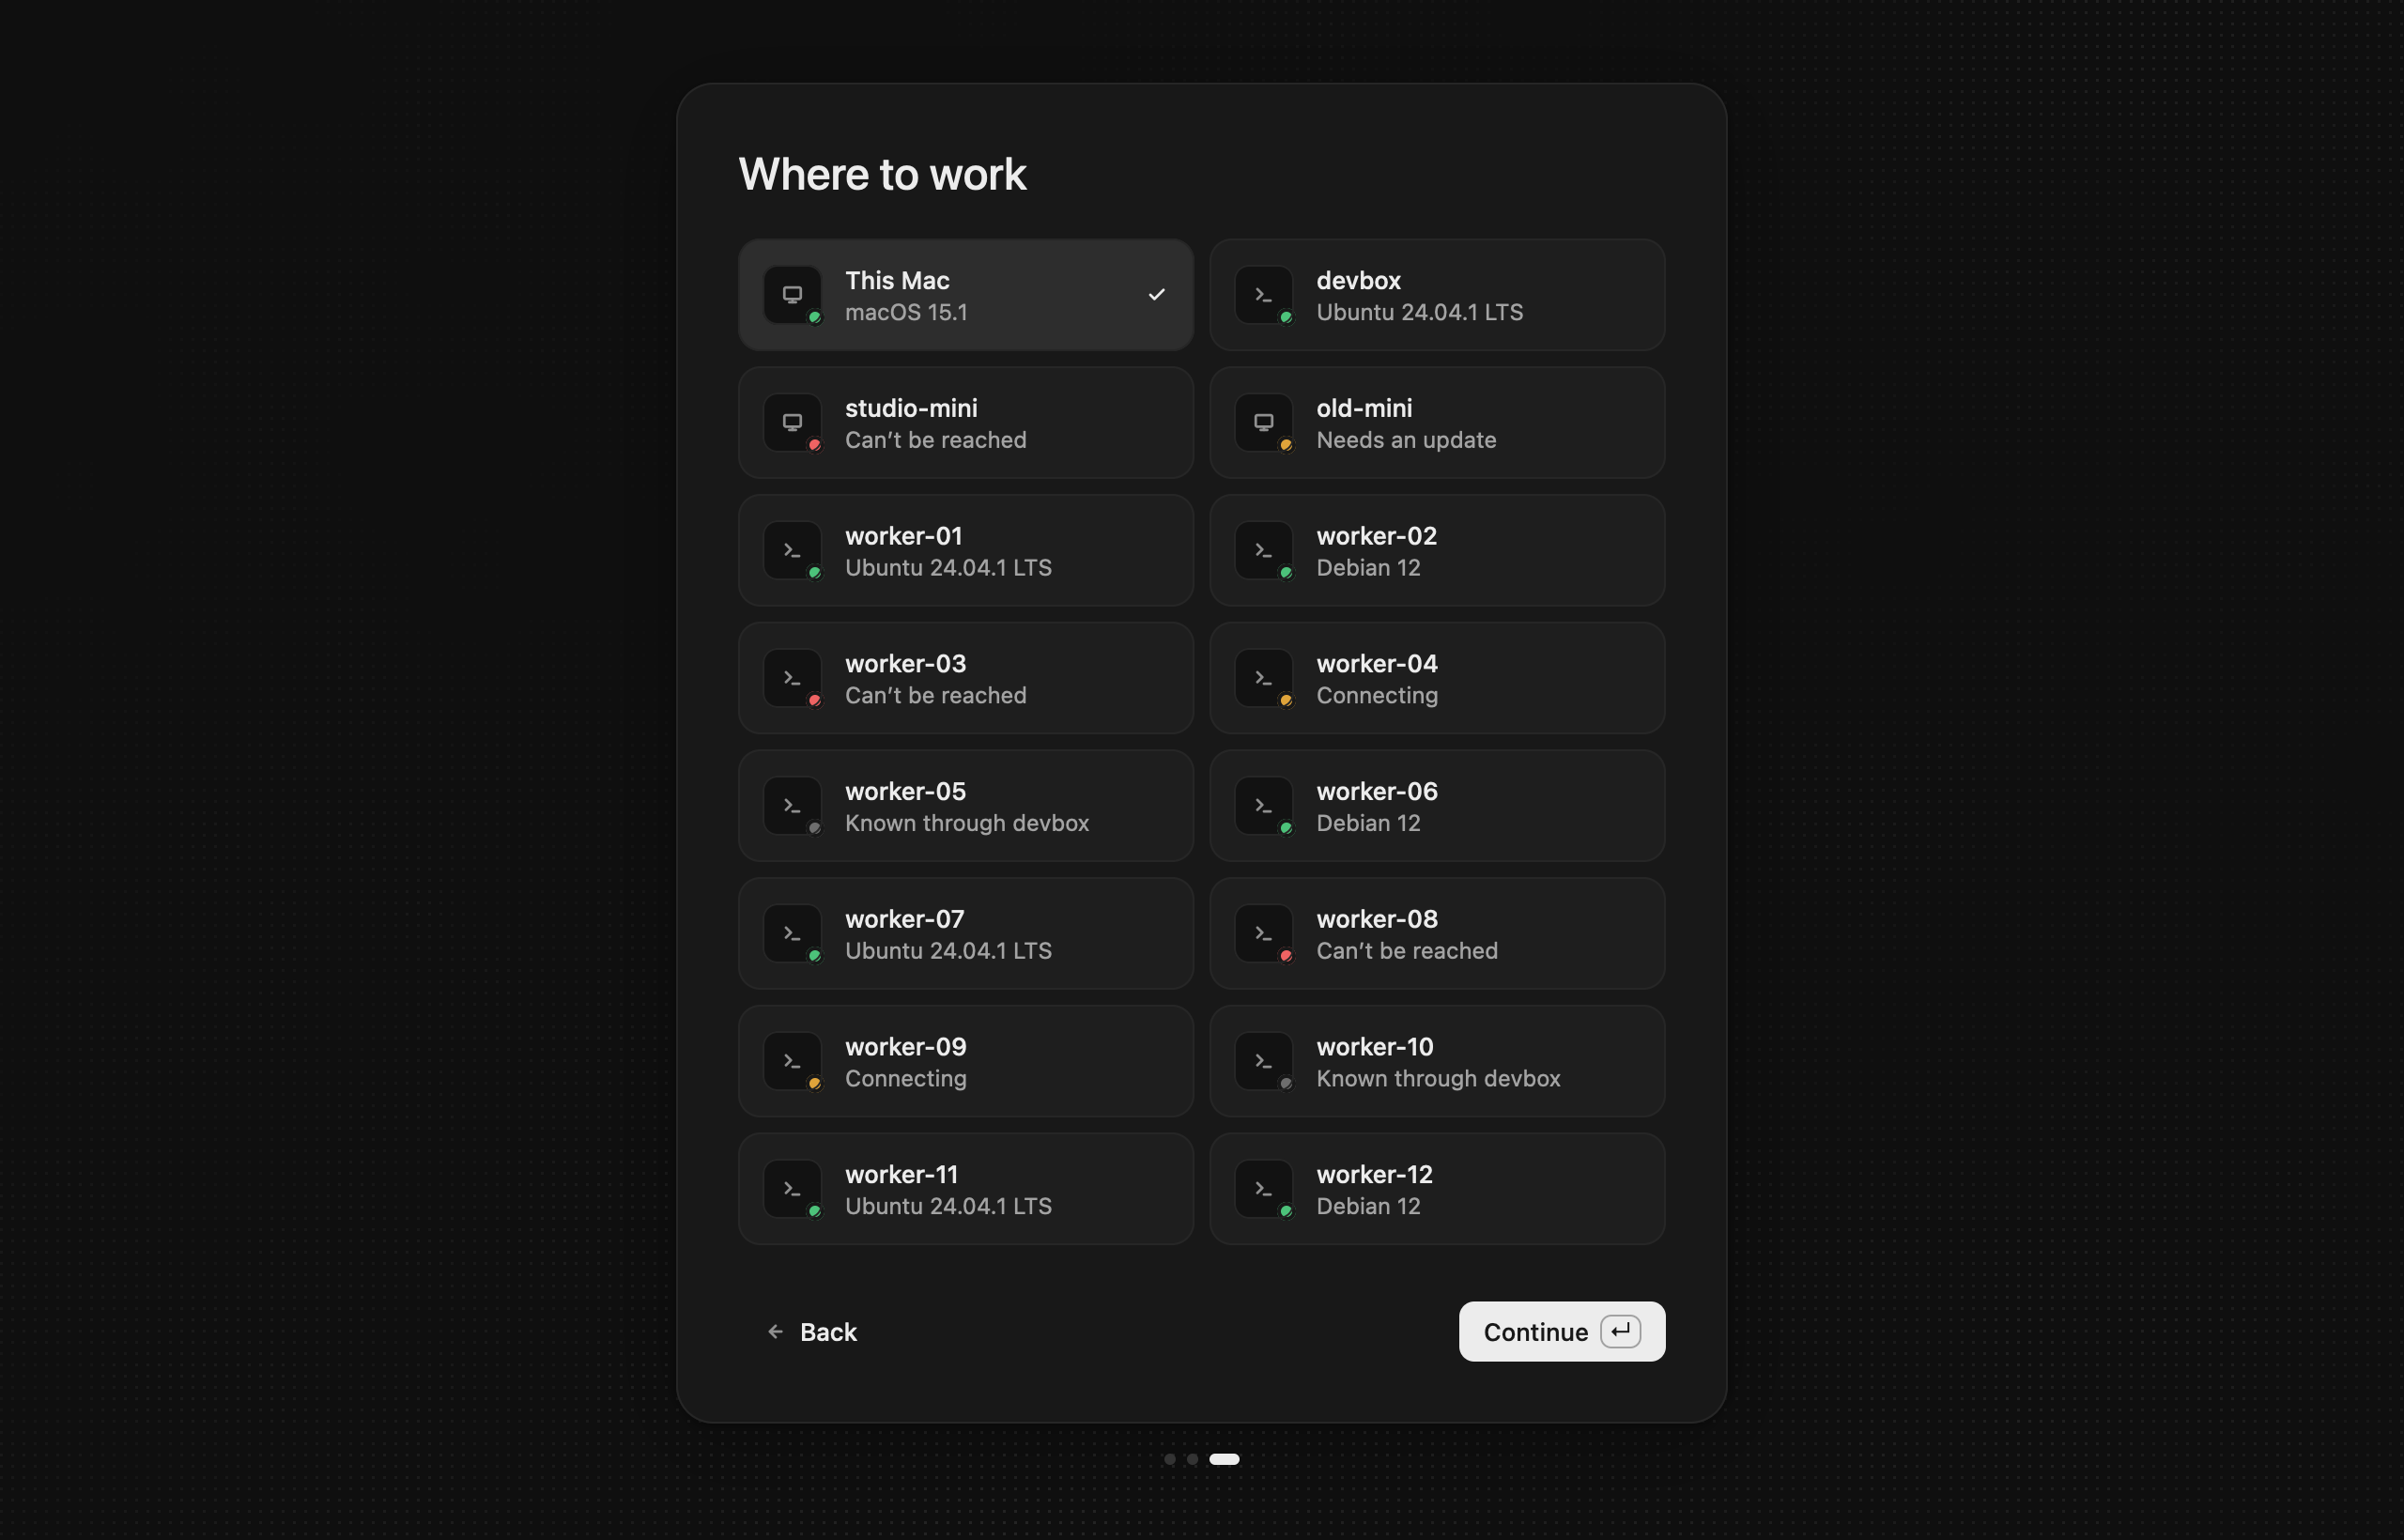 Where to work
This Mac
macOS 15.1
devbox
Ubuntu 24.04.1 LTS
studio-mini
Can’t be reached
old-mini
Needs an update
worker-01
Ubuntu 24.04.1 LTS
worker-02
Debian 12
worker-03
Can’t be reached
worker-04
Connecting
worker-05
Known through devbox
worker-06
Debian 12
worker-07
Ubuntu 24.04.1 LTS
worker-08
Can’t be reached
worker-09
Connecting
worker-10
Known through devbox
worker-11
Ubuntu 24.04.1 LTS
worker-12
Debian 12
Back
Continue